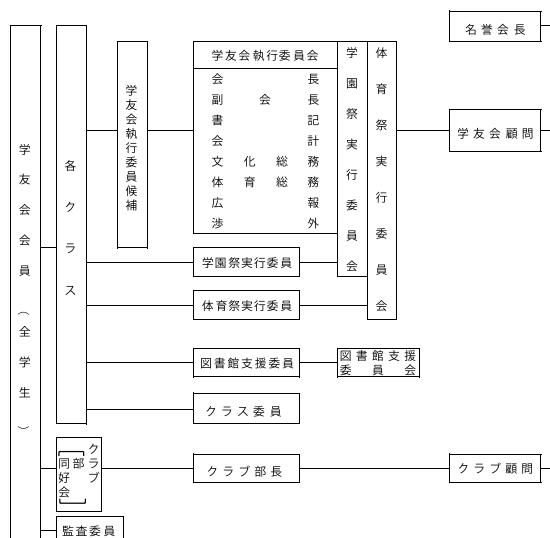 学友会会員（全学生）
各クラス
学友会執行委員候補
学友会執行委員会
会長
副会長
書記
会計
文化総務
体育総務
広報
渉外
学園祭実行委員会
体育祭実行委員会
名誉会長
学友会顧問
学園祭実行委員
体育祭実行委員
図書館支援委員
図書館支援
委員会
クラス委員
クラブ
部
同好会
クラブ部長
クラブ顧問
監査委員